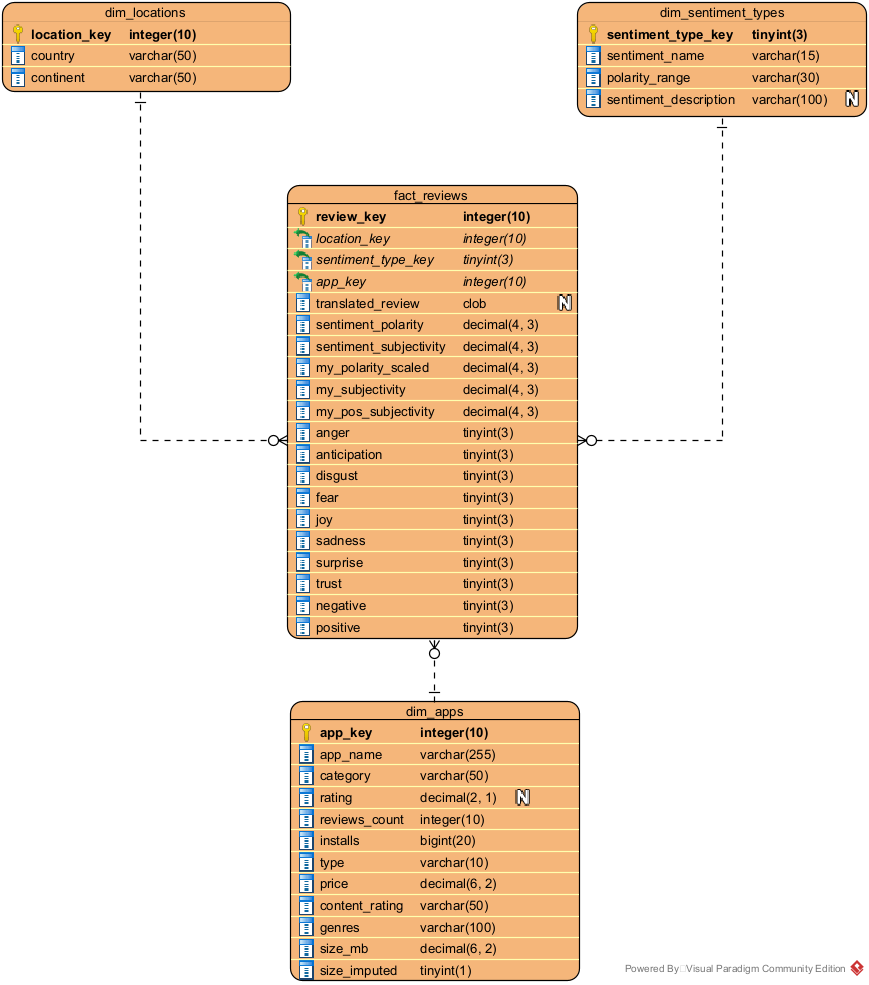 dim_locations
location_key integer(10)
country varchar(50)
continent varchar(50)
dim_sentiment_types
sentiment_type_key tinyint(3)
sentiment_name varchar(15)
polarity_range varchar(30)
sentiment_description varchar(100) N
fact_reviews
review_key integer(10)
location_key integer(10)
sentiment_type_key tinyint(3)
app_key integer(10)
translated_review clob N
sentiment_polarity decimal(4, 3)
sentiment_subjectivity decimal(4, 3)
my_polarity_scaled decimal(4, 3)
my_subjectivity decimal(4, 3)
my_pos_subjectivity decimal(4, 3)
anger tinyint(3)
anticipation tinyint(3)
disgust tinyint(3)
fear tinyint(3)
joy tinyint(3)
sadness tinyint(3)
surprise tinyint(3)
trust tinyint(3)
negative tinyint(3)
positive tinyint(3)
dim_apps
app_key integer(10)
app_name varchar(255)
category varchar(50)
rating decimal(2, 1) N
reviews_count integer(10)
installs bigint(20)
type varchar(10)
price decimal(6, 2)
content_rating varchar(50)
genres varchar(100)
size_mb decimal(6, 2)
size_imputed tinyint(1)
Powered By Visual Paradigm Community Edition